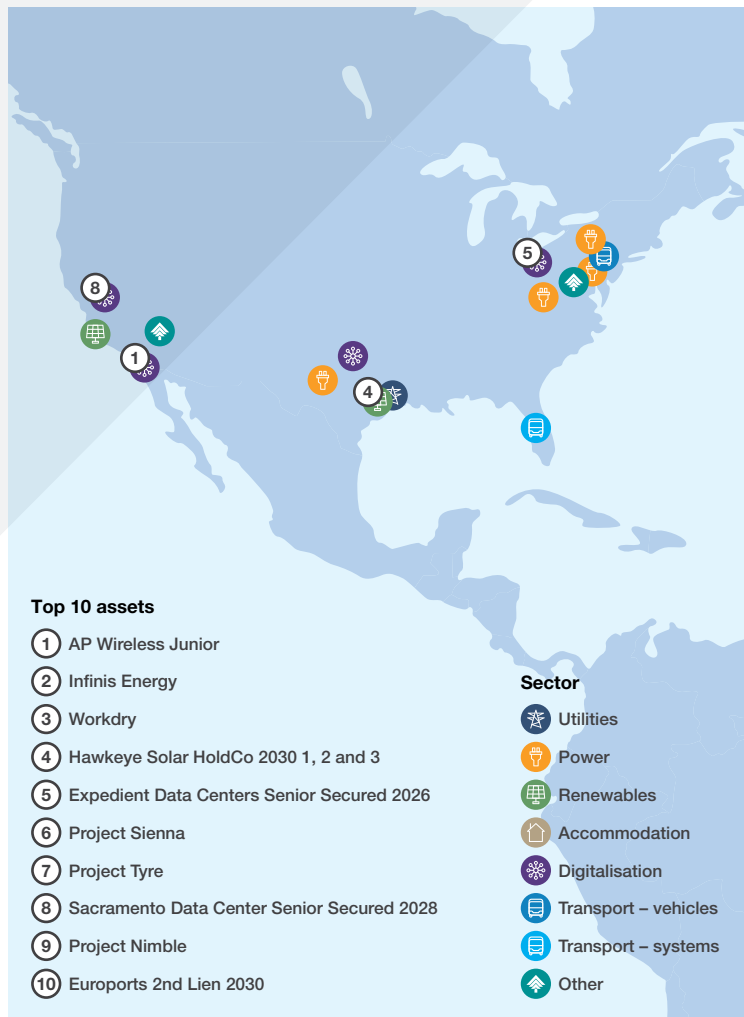 5
8
1
4
Top 10 assets
1 AP Wireless Junior
2 Infinis Energy
3 Workdry
4 Hawkeye Solar HoldCo 2030 1, 2 and 3
5 Expedient Data Centers Senior Secured 2026
6 Project Sienna
7 Project Tyre
8 Sacramento Data Center Senior Secured 2028
9 Project Nimble
10 Euroports 2nd Lien 2030
Sector
Utilities
Power
Renewables
Accommodation
Digitalisation
Transport – vehicles
Transport – systems
Other